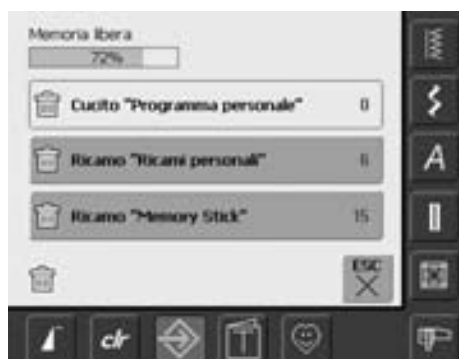 Memoria libera
72%
Cucito "Programma personale" 0
Ricamo "Ricami personali" 6
Ricamo "Memory Stick" 15
ESC
A
clr